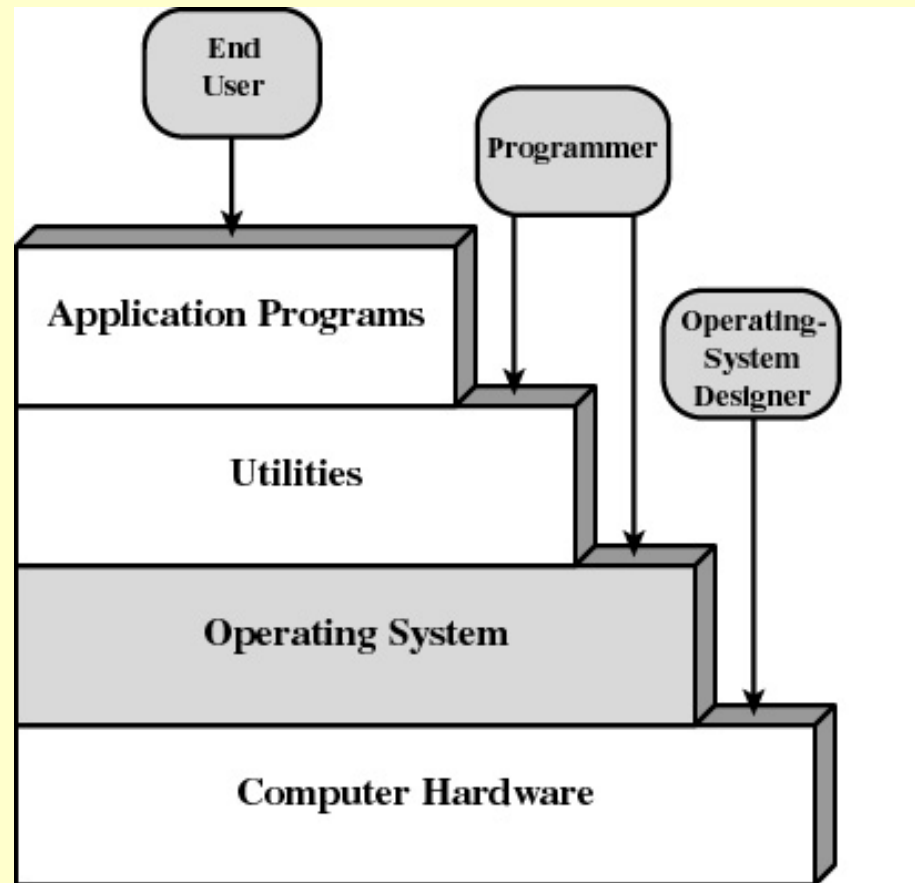 End
User
Programmer
Operating-
System
Designer
Application Programs
Utilities
Operating System
Computer Hardware